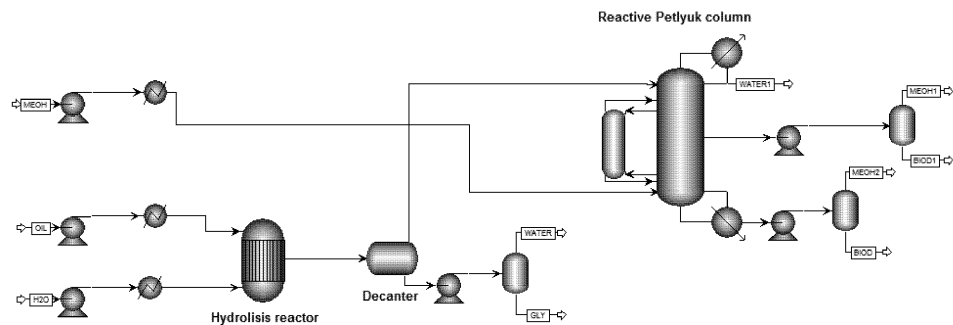 Reactive Petlyuk column
MEOH
WATER1
MEOH1
BIOD1
MEOH2
OIL
WATER
BIOD
H2O
Decanter
GLY
Hydrolisis reactor